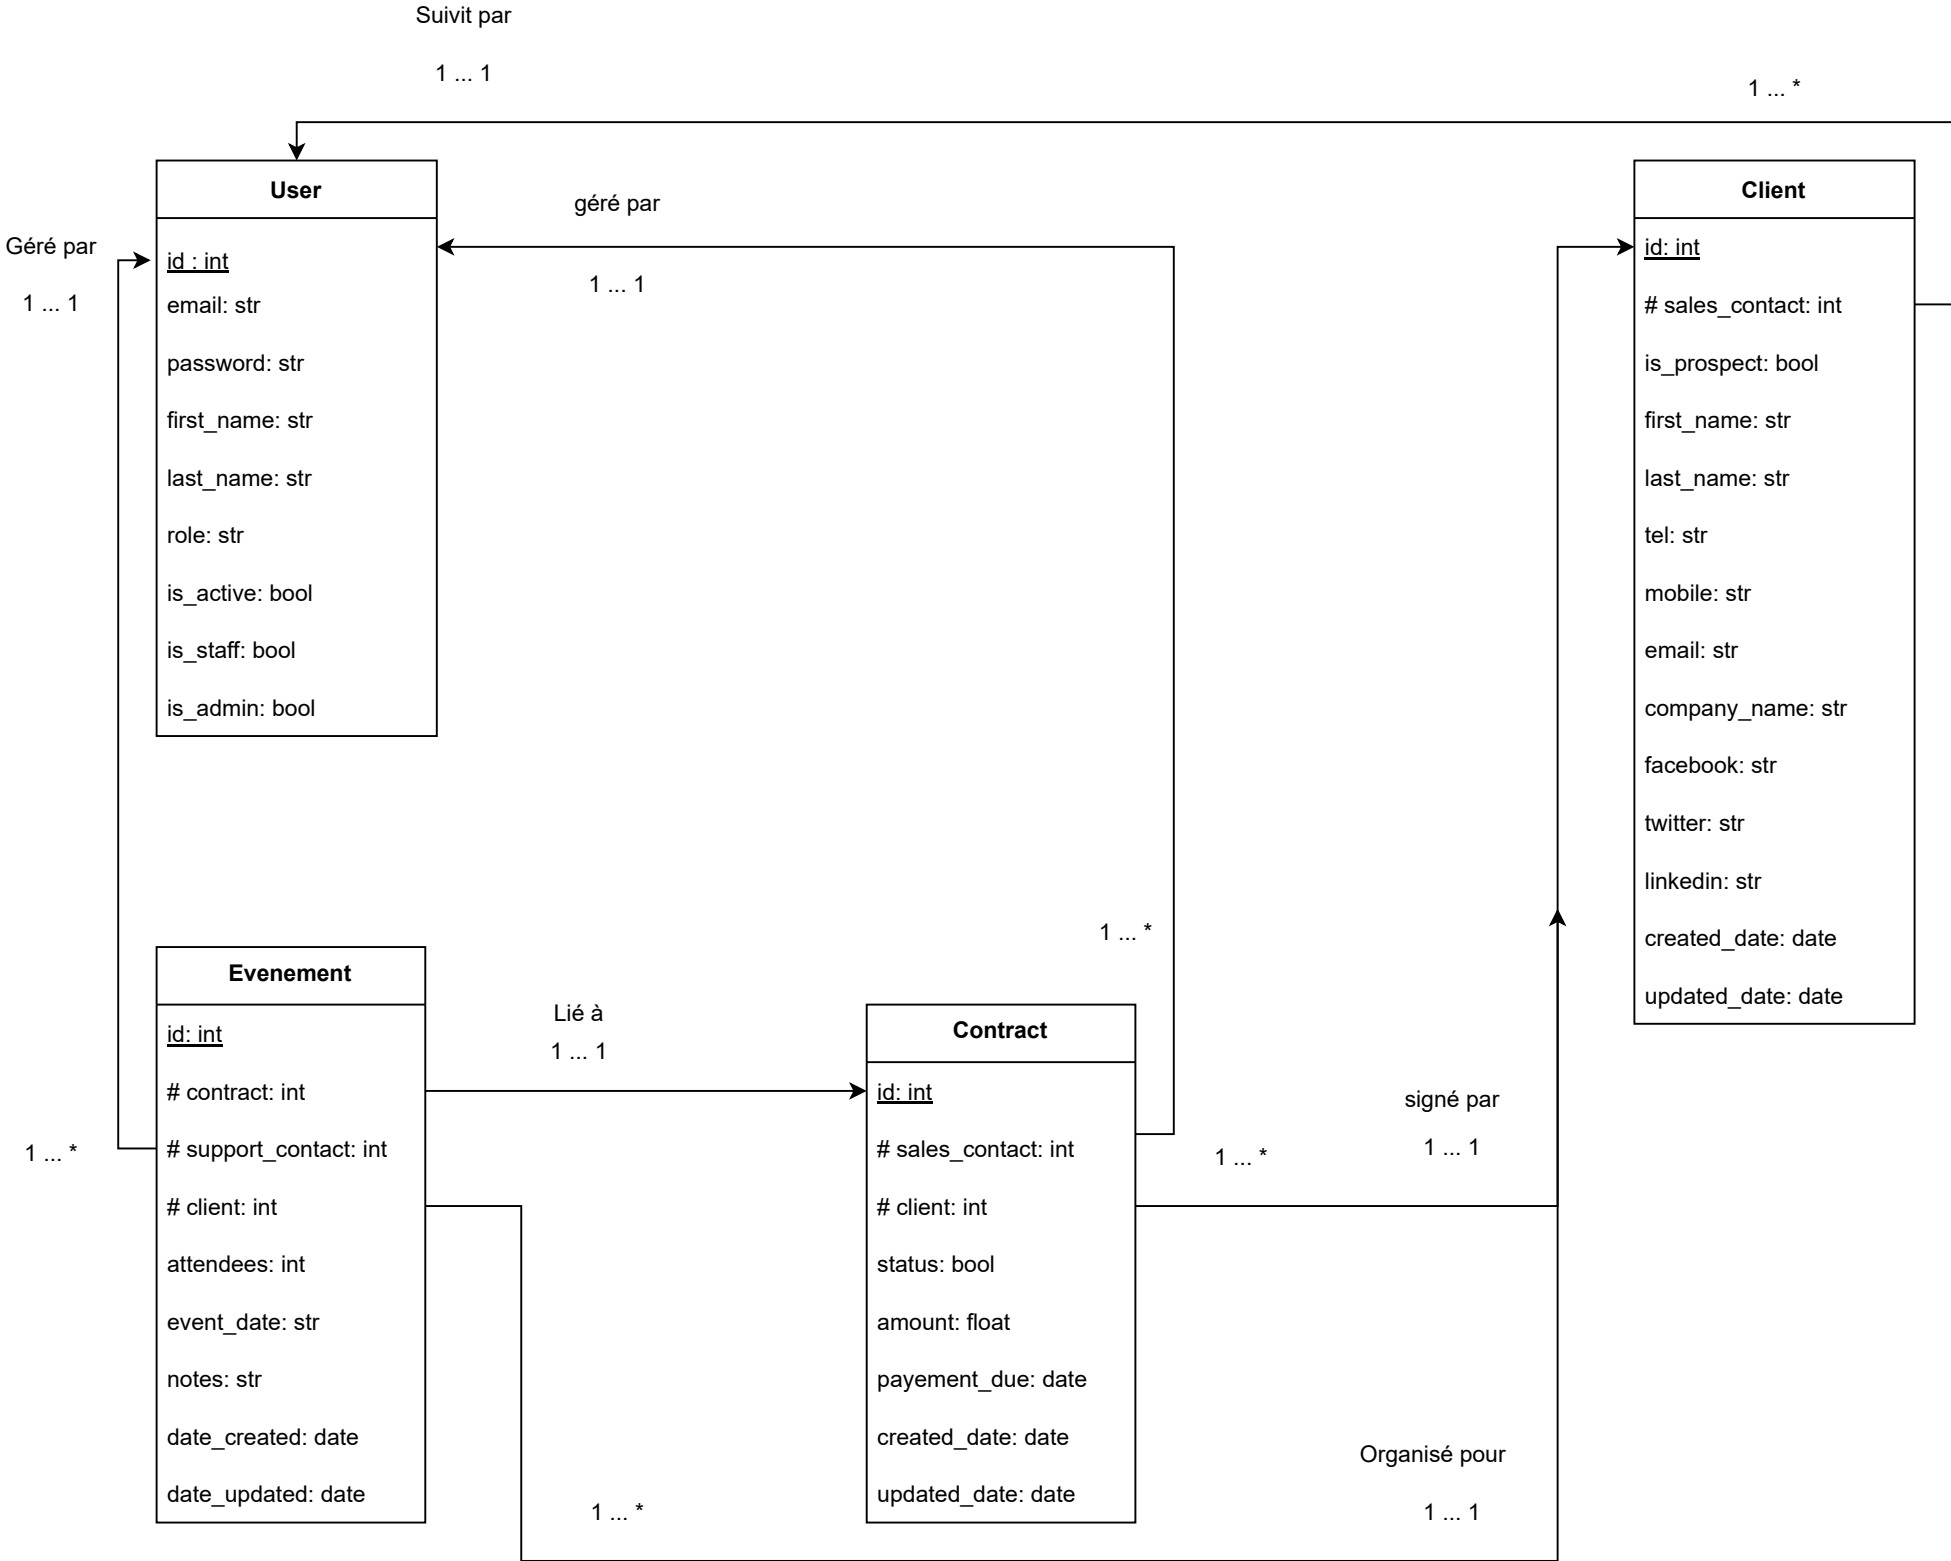 Suivit par
1 ... 1
1 ... *
User
id : int
email: str
password: str
first_name: str
last_name: str
role: str
is_active: bool
is_staff: bool
is_admin: bool
Géré par
1 ... 1
géré par
1 ... 1
Client
id: int
# sales_contact: int
is_prospect: bool
first_name: str
last_name: str
tel: str
mobile: str
email: str
company_name: str
facebook: str
twitter: str
linkedin: str
created_date: date
updated_date: date
1 ... *
Evenement
id: int
# contract: int
# support_contact: int
# client: int
attendees: int
event_date: str
notes: str
date_created: date
date_updated: date
1 ... *
Lié à
1 ... 1
Contract
id: int
# sales_contact: int
# client: int
status: bool
amount: float
payement_due: date
created_date: date
updated_date: date
signé par
1 ... 1
1 ... *
Organisé pour
1 ... 1
1 ... *